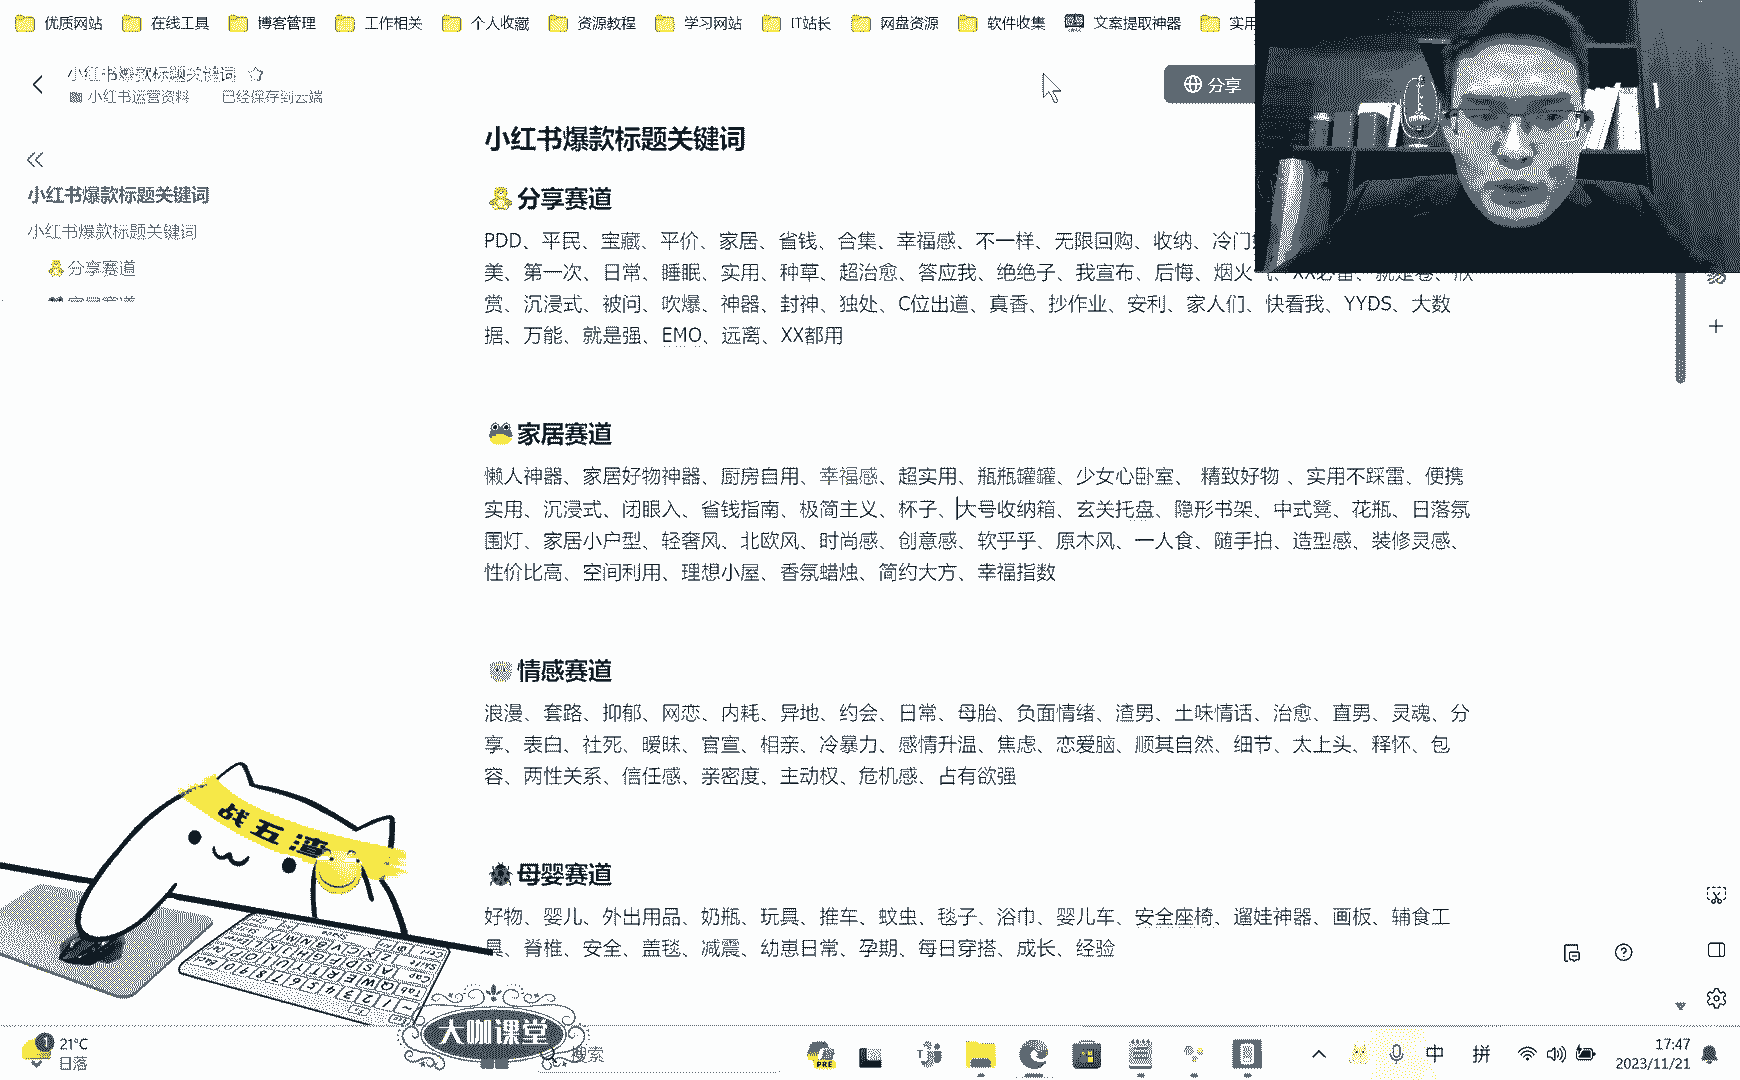 优质网站 在线工具 博客管理 工作相关 个人收藏 资源教程 学习网站 IT站长 网盘资源 软件收集 文案提取神器 实用
小红书爆款标题关键词
小红书运营资料 已经保存到云端
分享
小红书爆款标题关键词
小红书爆款标题关键词
分享赛道
家居赛道
小红书爆款标题关键词
分享赛道
PDD、平民、宝藏、平价、家居、省钱、合集、幸福感、不一样、无限回购、收纳、冷门
美、第一次、日常、睡眠、实用、种草、超治愈、答应我、绝绝子、我宣布、后悔、烟火气、XX必备、就是卷、欣
赏、沉浸式、被问、吹爆、神器、封神、独处、C位出道、真香、抄作业、安利、家人们、快看我、YYDS、大数
据、万能、就是强、EMO、远离、XX都用
家居赛道
懒人神器、家居好物神器、厨房自用、幸福感、超实用、瓶瓶罐罐、少女心卧室、 精致好物 、实用不踩雷、便携
实用、沉浸式、闭眼入、省钱指南、极简主义、杯子、大号收纳箱、玄关托盘、隐形书架、中式凳、花瓶、日落氛
围灯、家居小户型、轻奢风、北欧风、时尚感、创意感、软乎乎、原木风、一人食、随手拍、造型感、装修灵感、
性价比高、空间利用、理想小屋、香氛蜡烛、简约大方、幸福指数
情感赛道
浪漫、套路、抑郁、网恋、内耗、异地、约会、日常、母胎、负面情绪、渣男、土味情话、治愈、直男、灵魂、分
享、表白、社死、暧昧、官宣、相亲、冷暴力、感情升温、焦虑、恋爱脑、顺其自然、细节、太上头、释怀、包
容、两性关系、信任感、亲密度、主动权、危机感、占有欲强
母婴赛道
好物、婴儿、外出用品、奶瓶、玩具、推车、蚊虫、毯子、浴巾、婴儿车、安全座椅、遛娃神器、画板、辅食工
具、脊椎、安全、盖毯、减震、幼崽日常、孕期、每日穿搭、成长、经验
战五渣
大咖课堂
1 21°C
日落
搜索
PRE
中 拼
17:47
2023/11/21